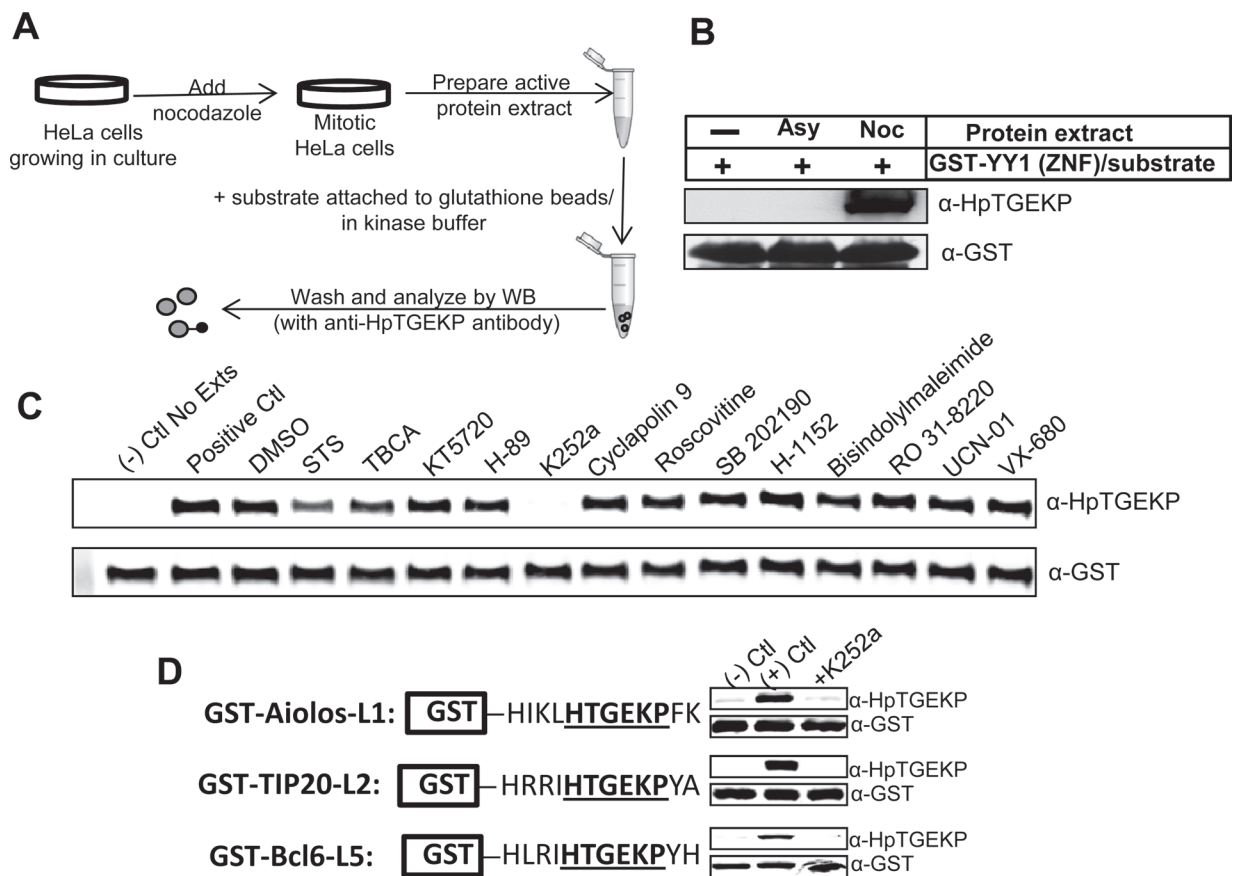 A
HeLa cells
growing in culture
Add
nocodazole
Mitotic
HeLa cells
Prepare active
protein extract
+ substrate attached to glutathione beads/
in kinase buffer
Wash and analyze by WB
(with anti-HpTGEKP antibody)
B
— Asy Noc Protein extract
+ + + GST-YY1 (ZNF)/substrate
α-HpTGEKP
α-GST
C
(-) Ctl No Exts
Positive Ctl
DMSO
STS
TBCA
KT5720
H-89
K252a
Cyclapolin 9
Roscovitine
SB 202190
H-1152
Bisindolylmaleimide
RO 31-8220
UCN-01
VX-680
α-HpTGEKP
α-GST
D
(-) Ctl
(+) Ctl
+K252a
GST-Aiolos-L1: GST HIKLHTGEKPFK
α-HpTGEKP
α-GST
GST-TIP20-L2: GST HRRIHTGEKPYA
α-HpTGEKP
α-GST
GST-Bcl6-L5: GST HLRIHTGEKPYH
α-HpTGEKP
α-GST